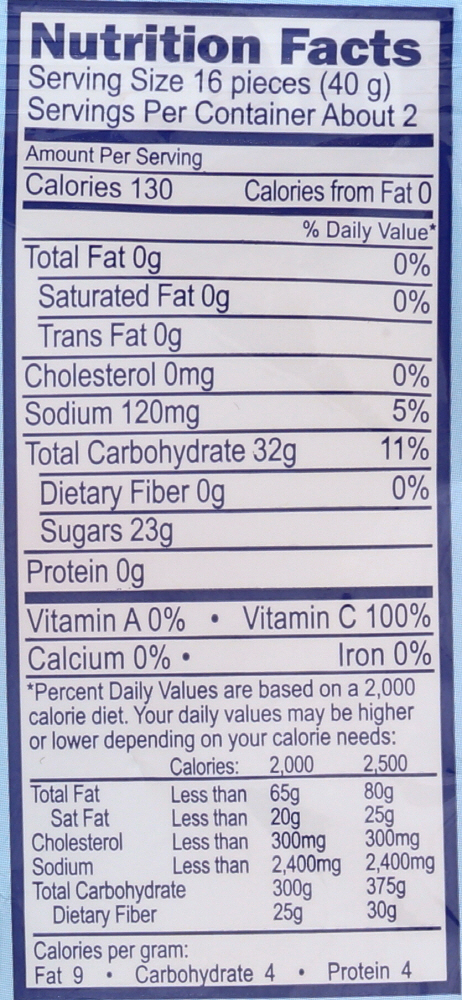 Nutrition Facts
Serving Size 16 pieces (40 g)
Servings Per Container About 2
Amount Per Serving
Calories 130 Calories from Fat 0
% Daily Value*
Total Fat 0g 0%
Saturated Fat 0g 0%
Trans Fat 0g
Cholesterol 0mg 0%
Sodium 120mg 5%
Total Carbohydrate 32g 11%
Dietary Fiber 0g 0%
Sugars 23g
Protein 0g
Vitamin A 0% • Vitamin C 100%
Calcium 0% • Iron 0%
*Percent Daily Values are based on a 2,000
calorie diet. Your daily values may be higher
or lower depending on your calorie needs:
Calories: 2,000 2,500
Total Fat Less than 65g 80g
Sat Fat Less than 20g 25g
Cholesterol Less than 300mg 300mg
Sodium Less than 2,400mg 2,400mg
Total Carbohydrate 300g 375g
Dietary Fiber 25g 30g
Calories per gram:
Fat 9 • Carbohydrate 4 • Protein 4